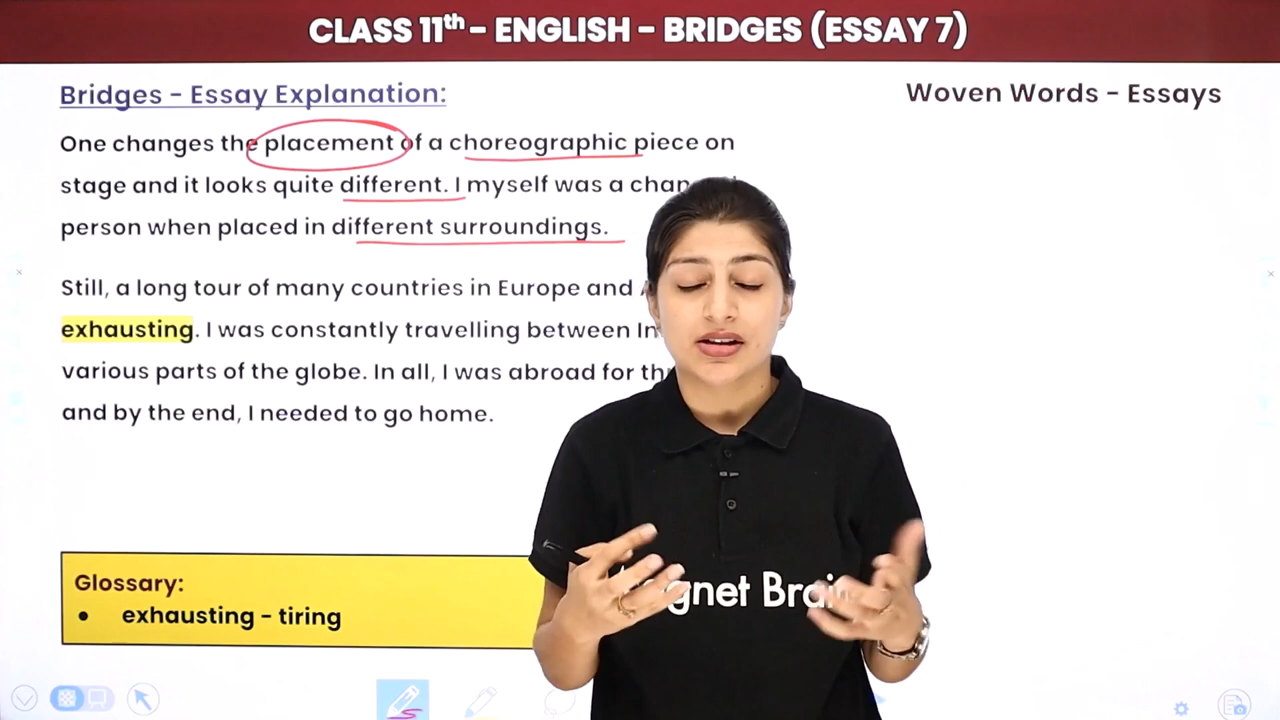 CLASS 11th - ENGLISH - BRIDGES (ESSAY 7)
Bridges - Essay Explanation:
Woven Words - Essays
One changes the placement of a choreographic piece on
stage and it looks quite different. I myself was a
person when placed in different surroundings.
Still, a long tour of many countries in Europe and
exhausting. I was constantly travelling between
various parts of the globe. In all, I was abroad for
and by the end, I needed to go home.
Glossary:
• exhausting - tiring
gnet Brai